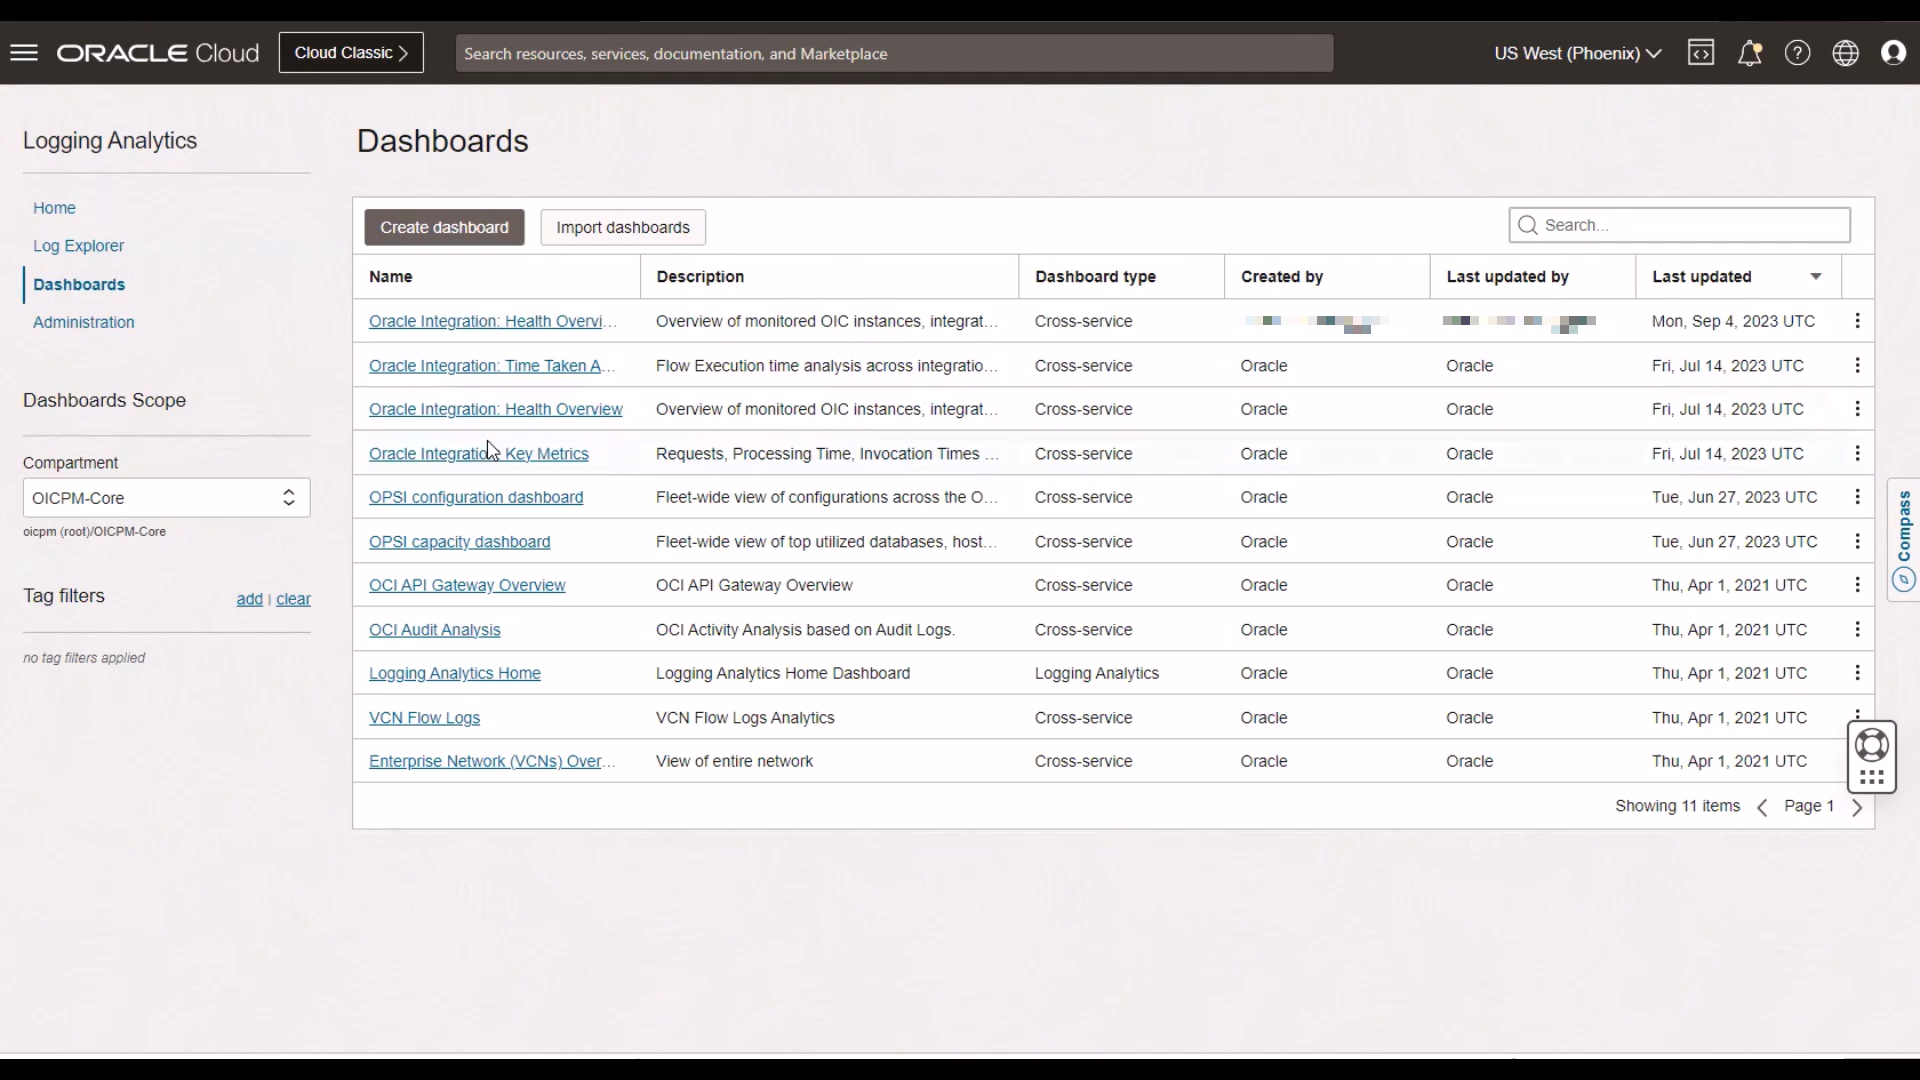 ORACLE Cloud
Cloud Classic
Search resources, services, documentation, and Marketplace
US West (Phoenix)
Logging Analytics
Home
Log Explorer
Dashboards
Administration
Dashboards Scope
Compartment
OICPM-Core
oicpm (root)/OICPM-Core
Tag filters add | clear
no tag filters applied
Dashboards
Create dashboard Import dashboards Search...
Name Description Dashboard type Created by Last updated by Last updated
Oracle Integration: Health Overvi... Overview of monitored OIC instances, integrat... Cross-service Mon, Sep 4, 2023 UTC
Oracle Integration: Time Taken A... Flow Execution time analysis across integratio... Cross-service Oracle Oracle Fri, Jul 14, 2023 UTC
Oracle Integration: Health Overview Overview of monitored OIC instances, integrat... Cross-service Oracle Oracle Fri, Jul 14, 2023 UTC
Oracle Integration: Key Metrics Requests, Processing Time, Invocation Times ... Cross-service Oracle Oracle Fri, Jul 14, 2023 UTC
OPSI configuration dashboard Fleet-wide view of configurations across the O... Cross-service Oracle Oracle Tue, Jun 27, 2023 UTC
OPSI capacity dashboard Fleet-wide view of top utilized databases, host... Cross-service Oracle Oracle Tue, Jun 27, 2023 UTC
OCI API Gateway Overview OCI API Gateway Overview Cross-service Oracle Oracle Thu, Apr 1, 2021 UTC
OCI Audit Analysis OCI Activity Analysis based on Audit Logs. Cross-service Oracle Oracle Thu, Apr 1, 2021 UTC
Logging Analytics Home Logging Analytics Home Dashboard Logging Analytics Oracle Oracle Thu, Apr 1, 2021 UTC
VCN Flow Logs VCN Flow Logs Analytics Cross-service Oracle Oracle Thu, Apr 1, 2021 UTC
Enterprise Network (VCNs) Over... View of entire network Cross-service Oracle Oracle Thu, Apr 1, 2021 UTC
Showing 11 items Page 1
Compass